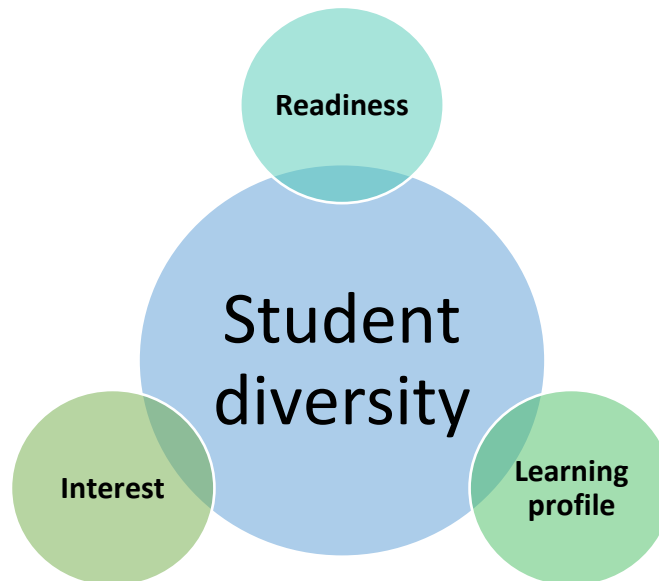 Readiness
Student
diversity
Interest
Learning
profile